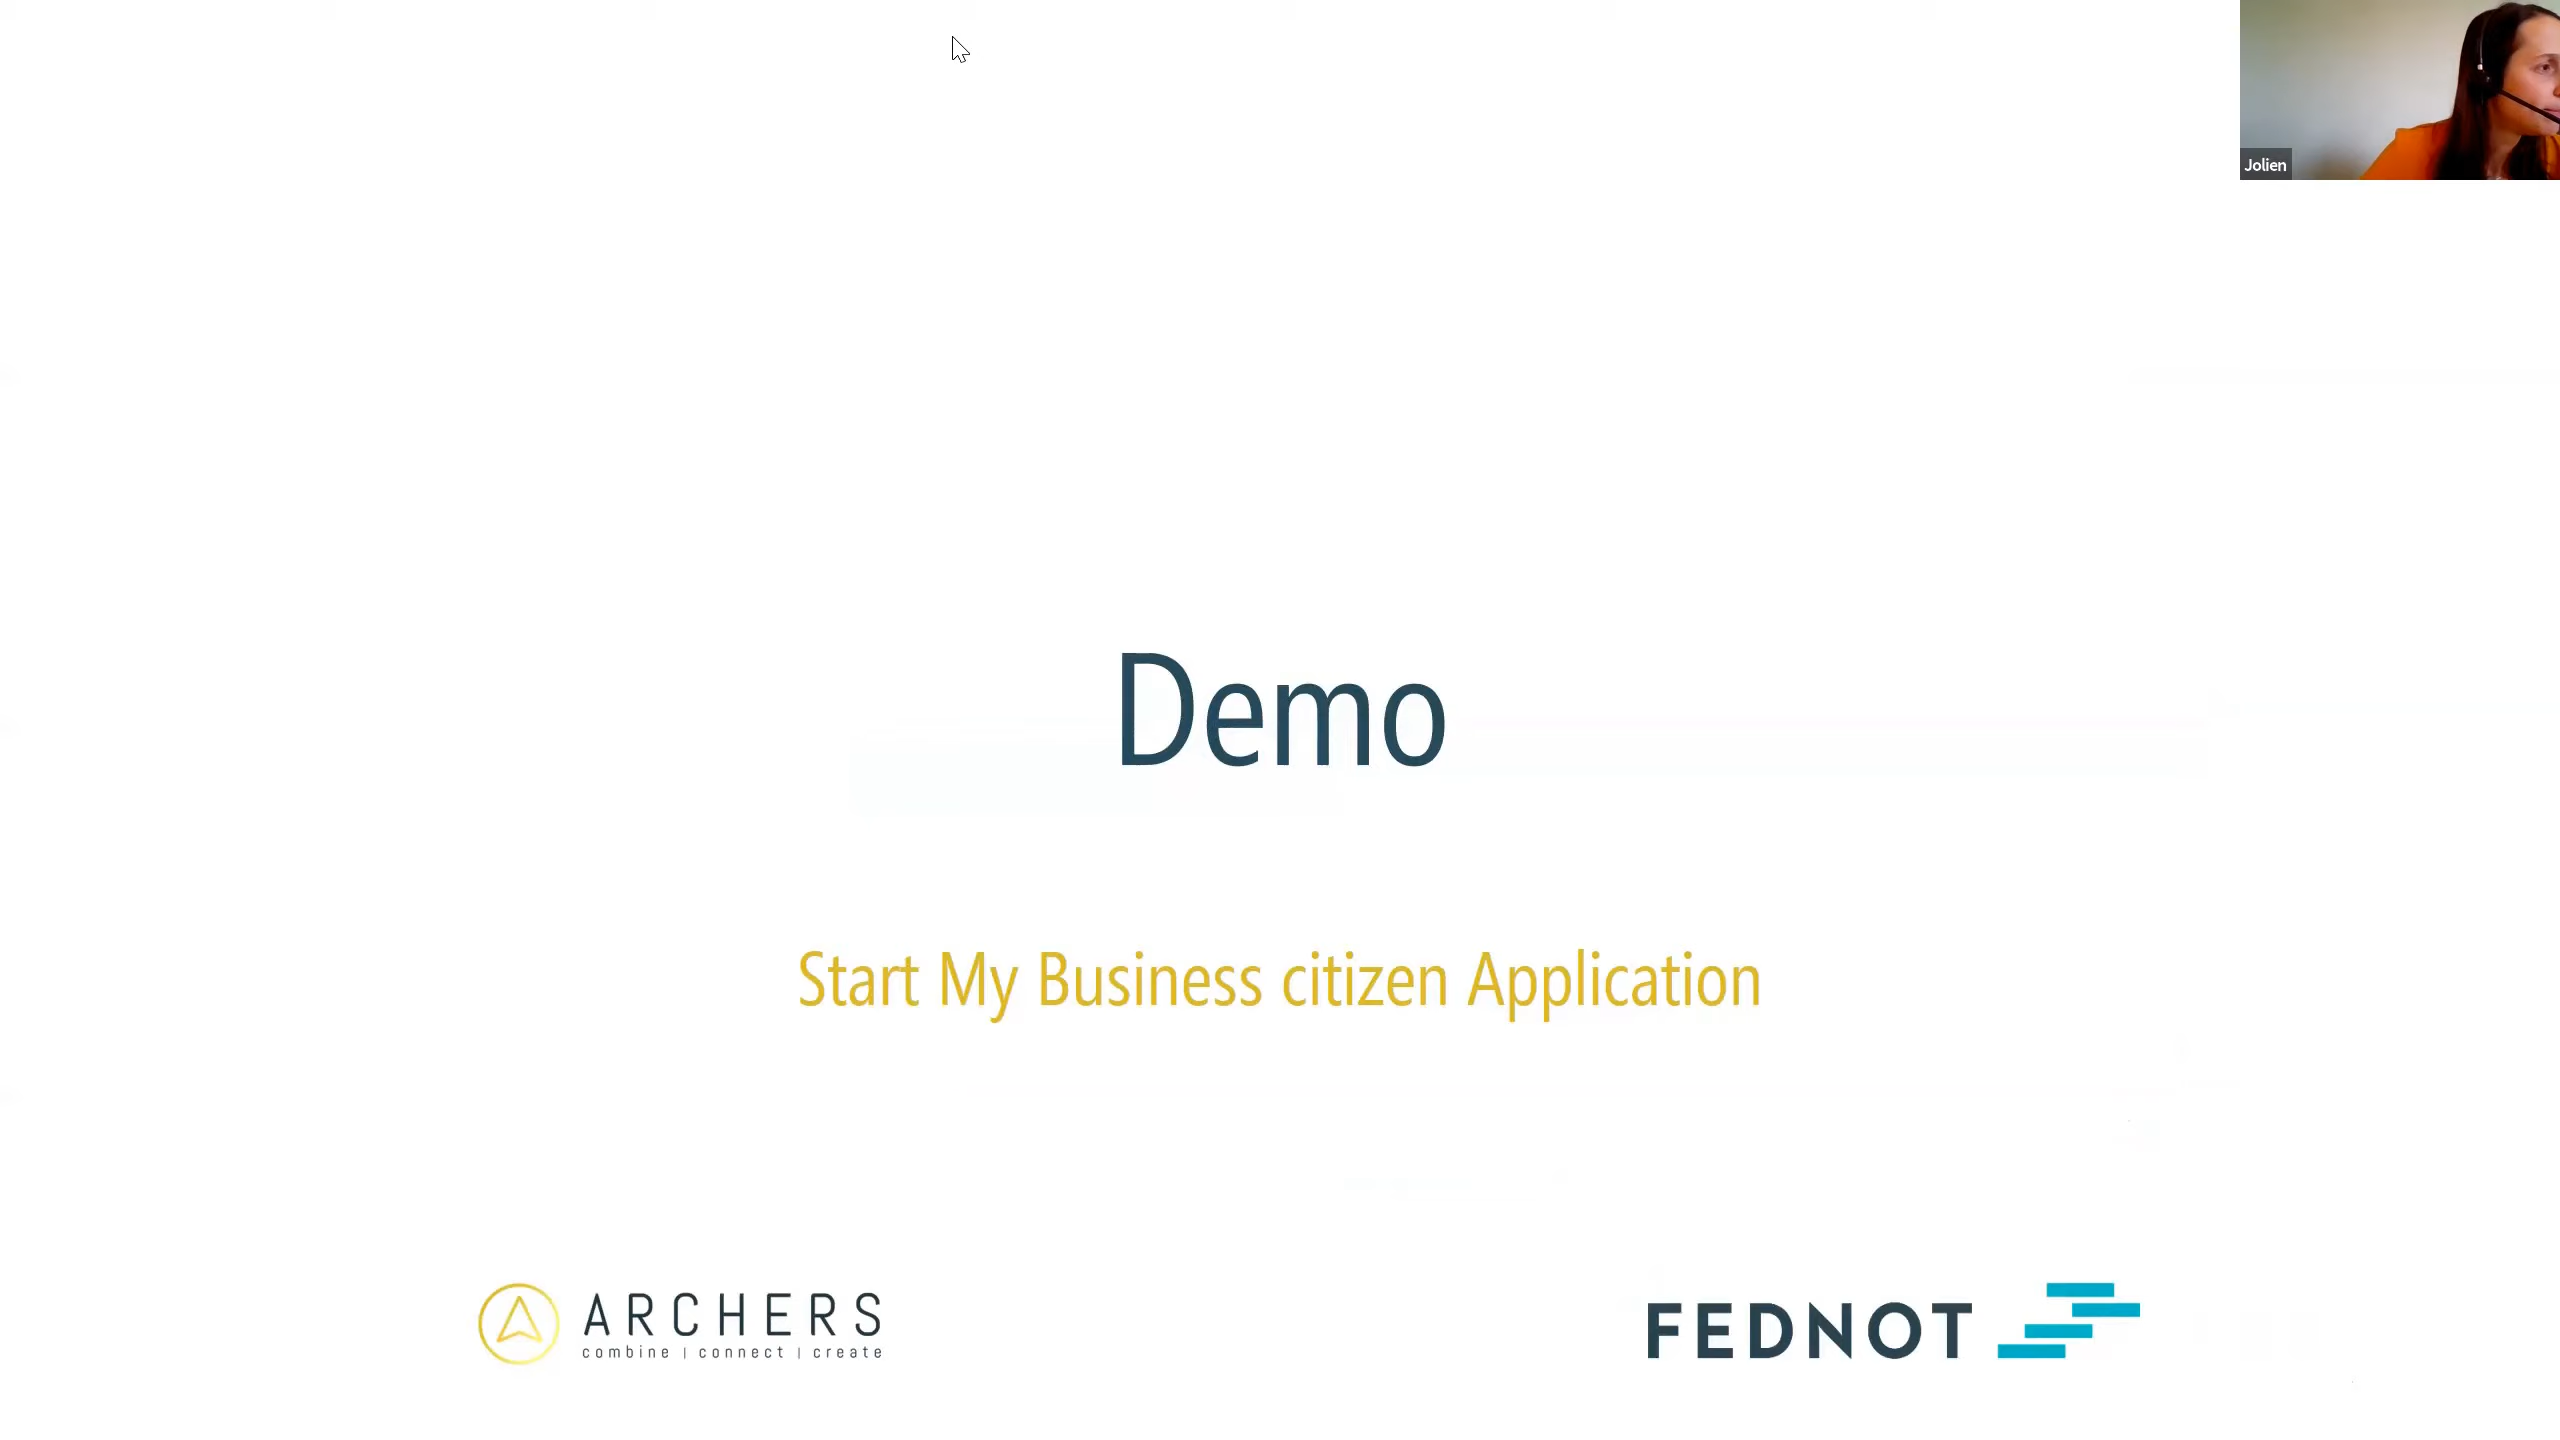 Jolien
Demo
Start My Business citizen Application
ARCHERS
combine | connect | create
FEDNOT